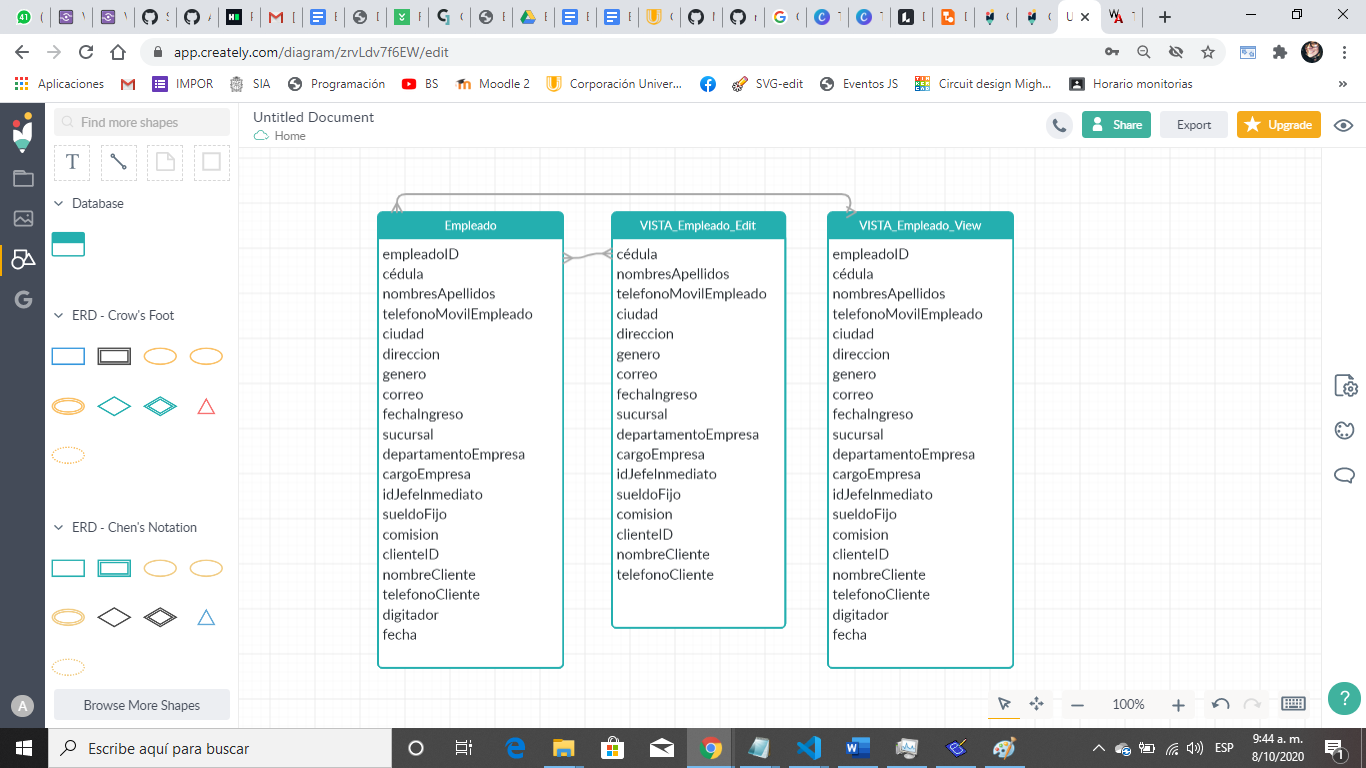 41
app.creately.com/diagram/zrvLdv7f6EW/edit
Aplicaciones
IMPOR
SIA
Programación
BS
Moodle 2
Corporación Univer...
SVG-edit
Eventos JS
Circuit design Migh...
Horario monitorias
»
Find more shapes
Untitled Document
Home
Share
Export
Upgrade
T
Database
ERD - Crow's Foot
ERD - Chen's Notation
Browse More Shapes
A
Empleado
empleadoID
cédula
nombresApellidos
telefonoMovilEmpleado
ciudad
direccion
genero
correo
fechaIngreso
sucursal
departamentoEmpresa
cargoEmpresa
idJefeInmediato
sueldoFijo
comision
clienteID
nombreCliente
telefonoCliente
digitador
fecha
VISTA_Empleado_Edit
cédula
nombresApellidos
telefonoMovilEmpleado
ciudad
direccion
genero
correo
fechaIngreso
sucursal
departamentoEmpresa
cargoEmpresa
idJefeInmediato
sueldoFijo
comision
clienteID
nombreCliente
telefonoCliente
VISTA_Empleado_View
empleadoID
cédula
nombresApellidos
telefonoMovilEmpleado
ciudad
direccion
genero
correo
fechaIngreso
sucursal
departamentoEmpresa
cargoEmpresa
idJefeInmediato
sueldoFijo
comision
clienteID
nombreCliente
telefonoCliente
digitador
fecha
100%
?
Escribe aquí para buscar
ESP
9:44 a. m.
8/10/2020
1